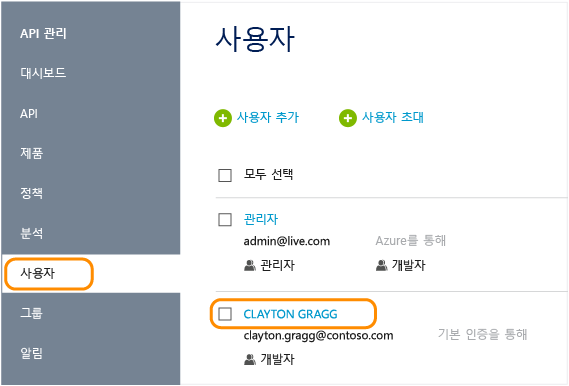 API 관리
대시보드
API
제품
정책
분석
사용자
그룹
알림
사용자
사용자 추가 사용자 초대
모두 선택
관리자
admin@live.com Azure를 통해
관리자 개발자
CLAYTON GRAGG
clayton.gragg@contoso.com 기본 인증을 통해
개발자